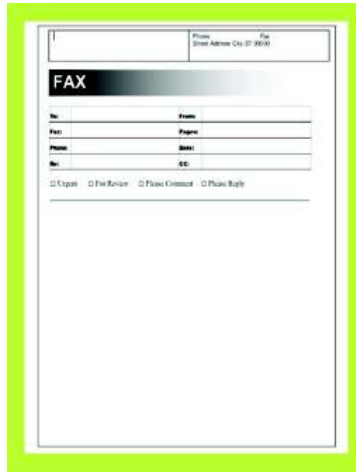 Phone Fax
Street Address City, ST 00000
FAX
To: From:
Fax: Pages:
Phone: Date:
Re: CC:
☐ Urgent ☐ For Review ☐ Please Comment ☐ Please Reply